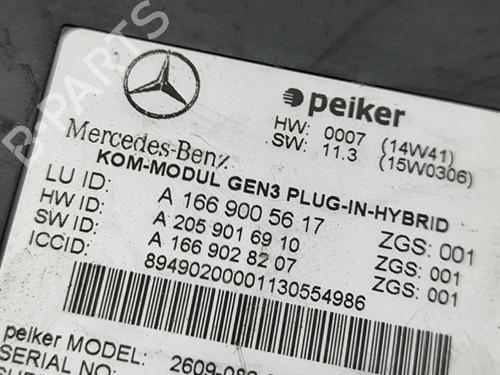 B-PARTS
peiker
Mercedes-Benz
HW: 0007 (14W41)
SW: 11.3 (15W0306)
KOM-MODUL GEN3 PLUG-IN-HYBRID
LU ID: A 166 900 56 17 ZGS: 001
HW ID: A 205 901 69 10 ZGS: 001
SW ID: A 166 902 82 07 ZGS: 001
ICCID: 89490200001130554986
peiker MODEL: 2609-082
SERIAL NO